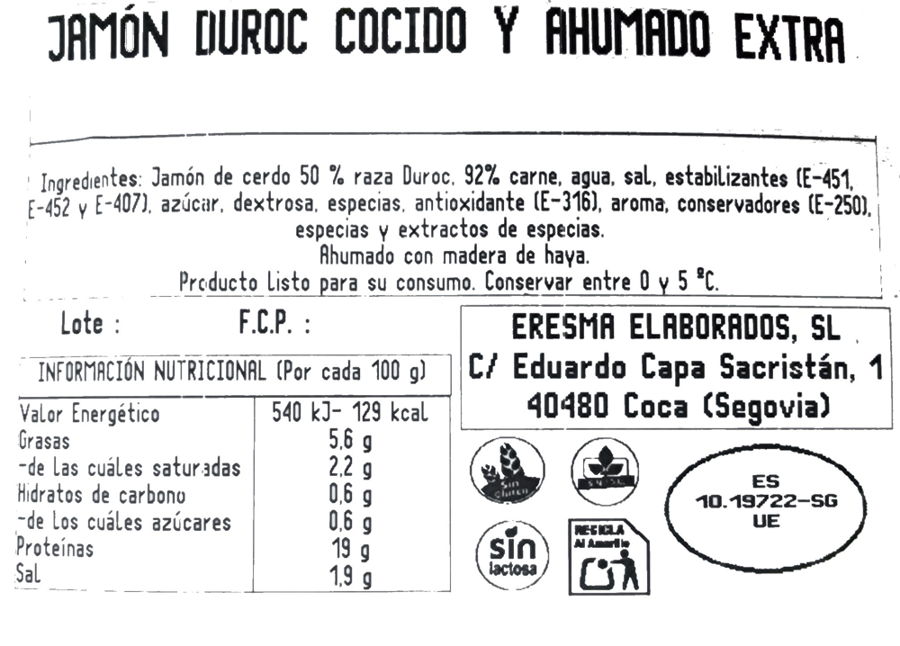 JAMÓN DUROC COCIDO Y AHUMADO EXTRA
Ingredientes: Jamón de cerdo 50 % raza Duroc, 92% carne, agua, sal, estabilizantes (E-451,
E-452 y E-407), azúcar, dextrosa, especias, antioxidante (E-316), aroma, conservadores (E-250),
especias y extractos de especias.
Ahumado con madera de haya.
Producto Listo para su consumo. Conservar entre 0 y 5 ªC.
Lote :
F.C.P. :
ERESMA ELABORADOS, SL
C/ Eduardo Capa Sacristán, 1
40480 Coca (Segovia)
INFORMACIÓN NUTRICIONAL (Por cada 100 g)
Valor Energético 540 kJ- 129 kcal
Grasas 5,6 g
-de las cuáles saturadas 2,2 g
Hidratos de carbono 0,6 g
-de los cuáles azúcares 0,6 g
Proteínas 19 g
Sal 1,9 g
Sin
gluten
sin
lactosa
RECICLA
Al Amarillo
ES
10.19722-SG
UE